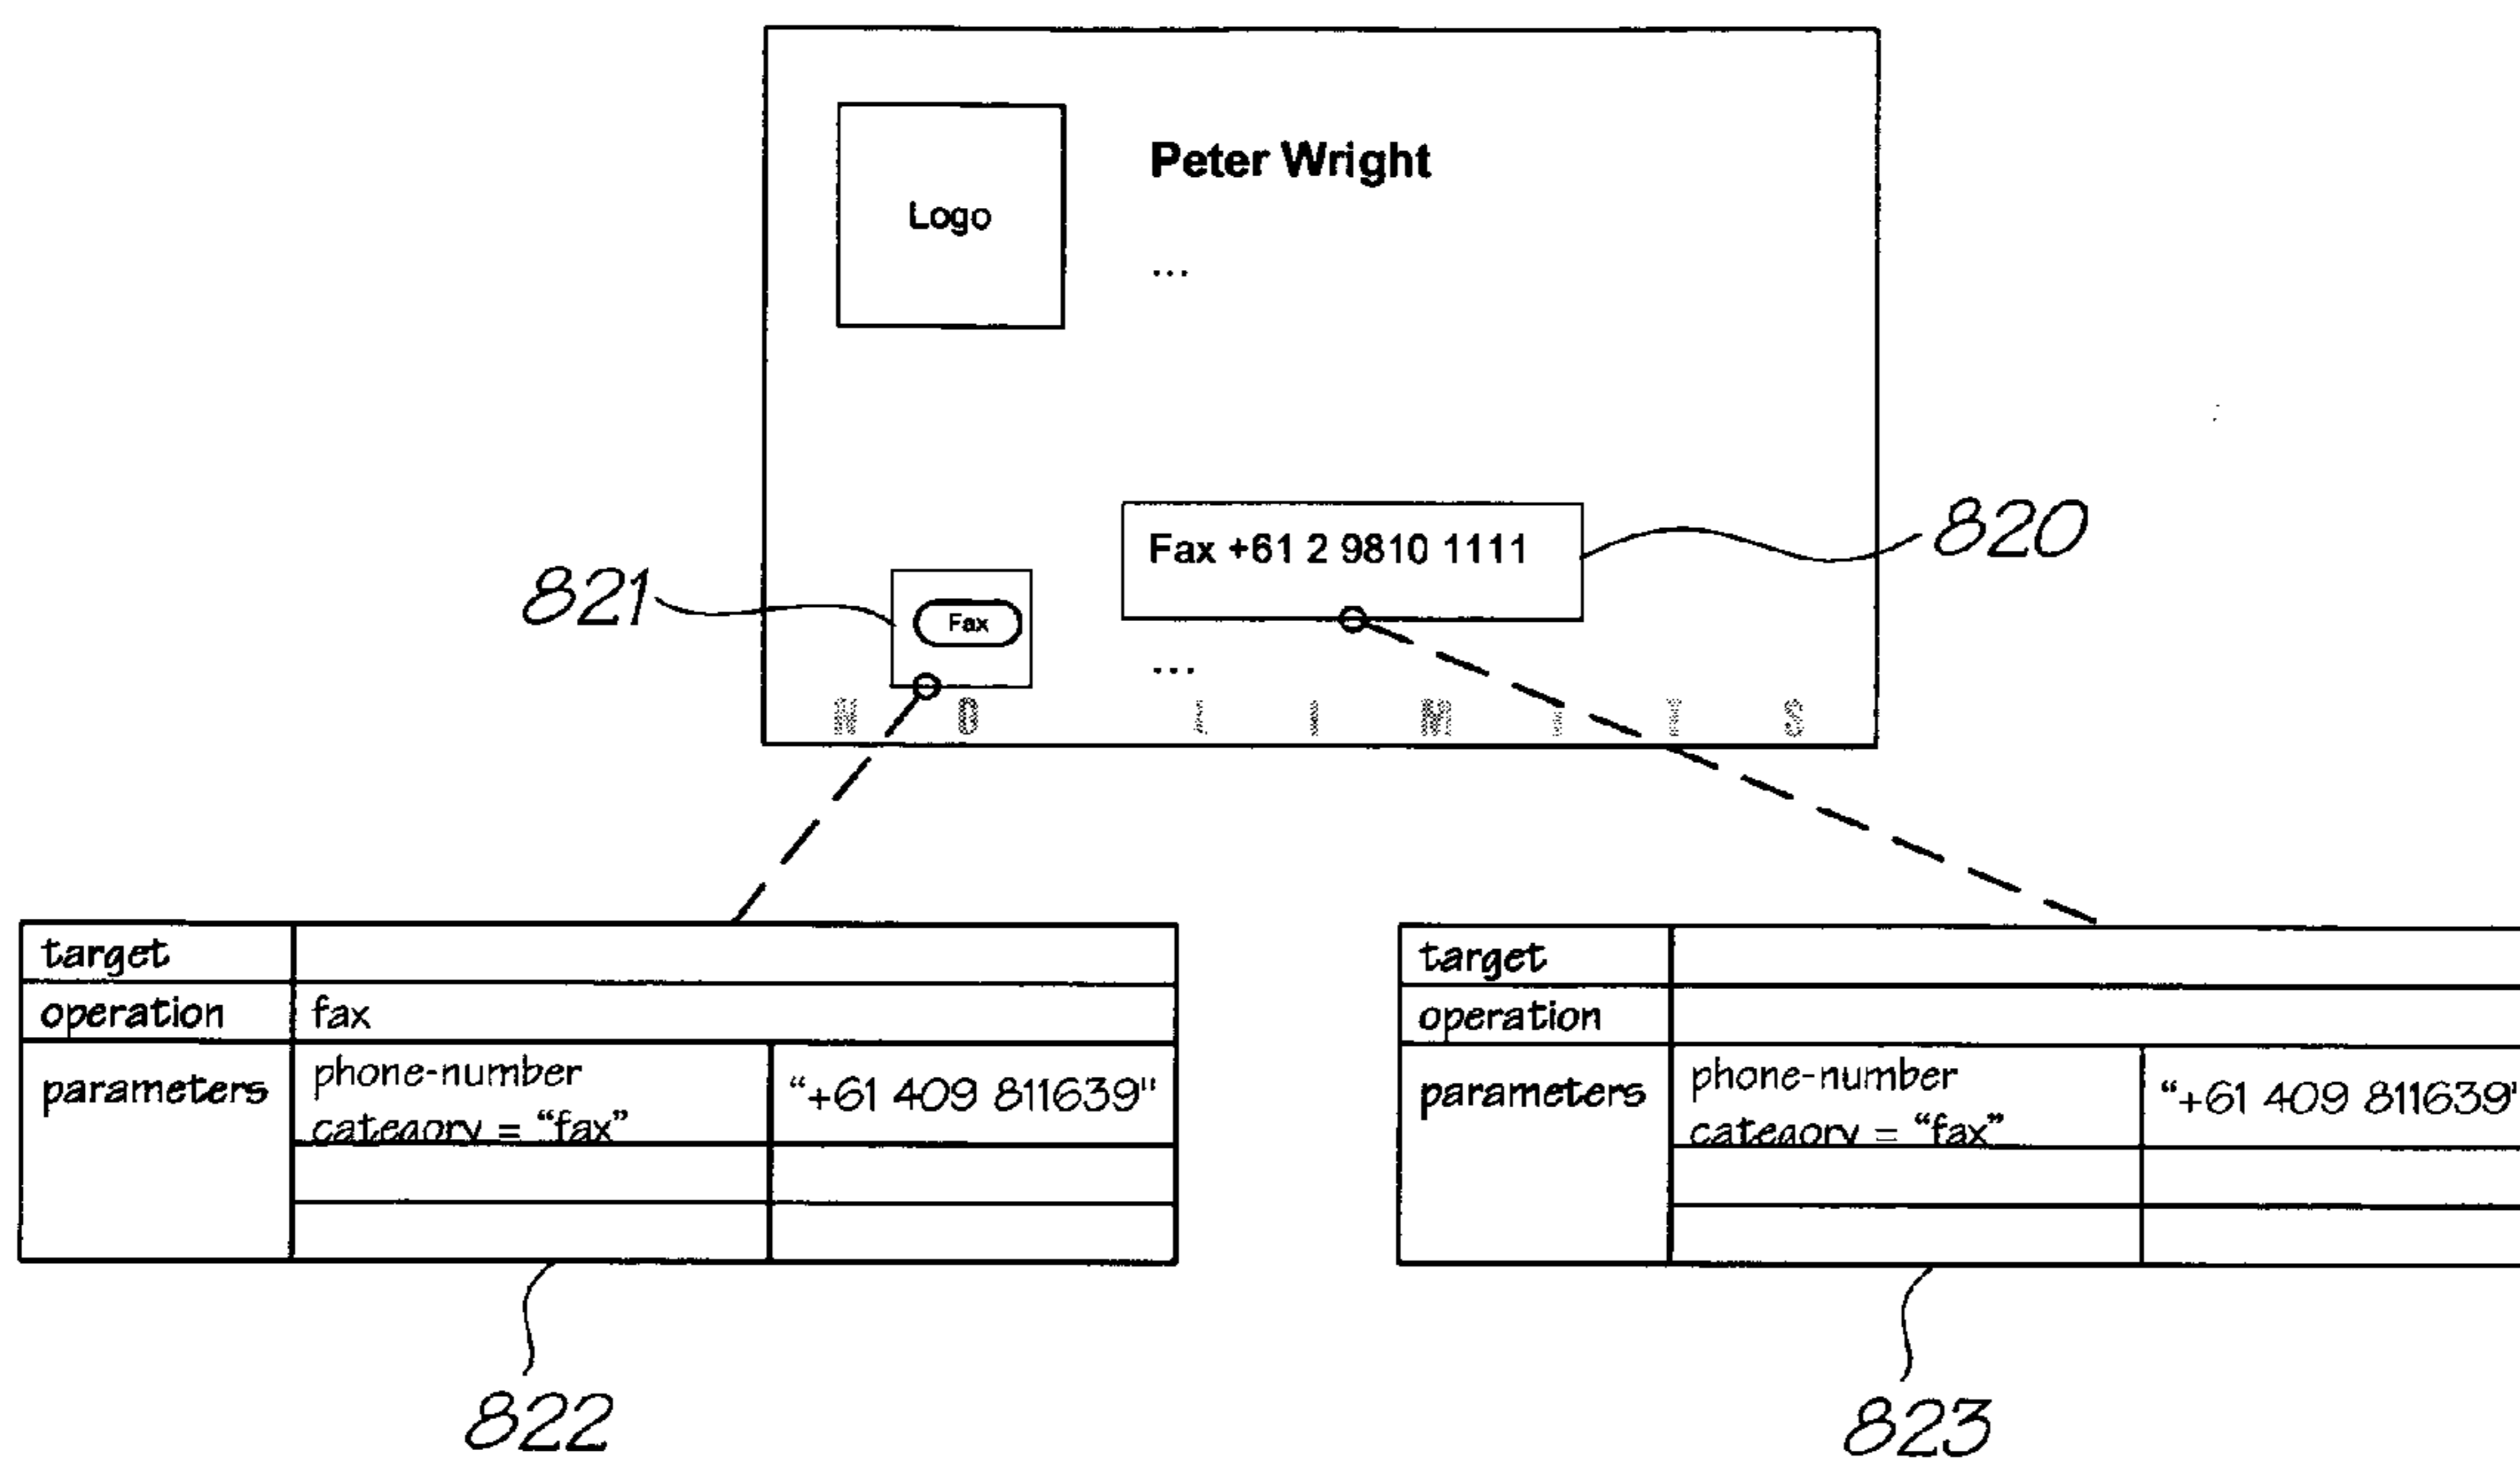 Peter Wright
Logo
...
820
Fax +61 2 9810 1111
821
Fax
...
N O L I M I T S
target
operation fax
parameters phone-number
category = “fax” “+61 409 811639"
target
operation
parameters phone-number
category = “fax” “+61 409 811639"
822
823